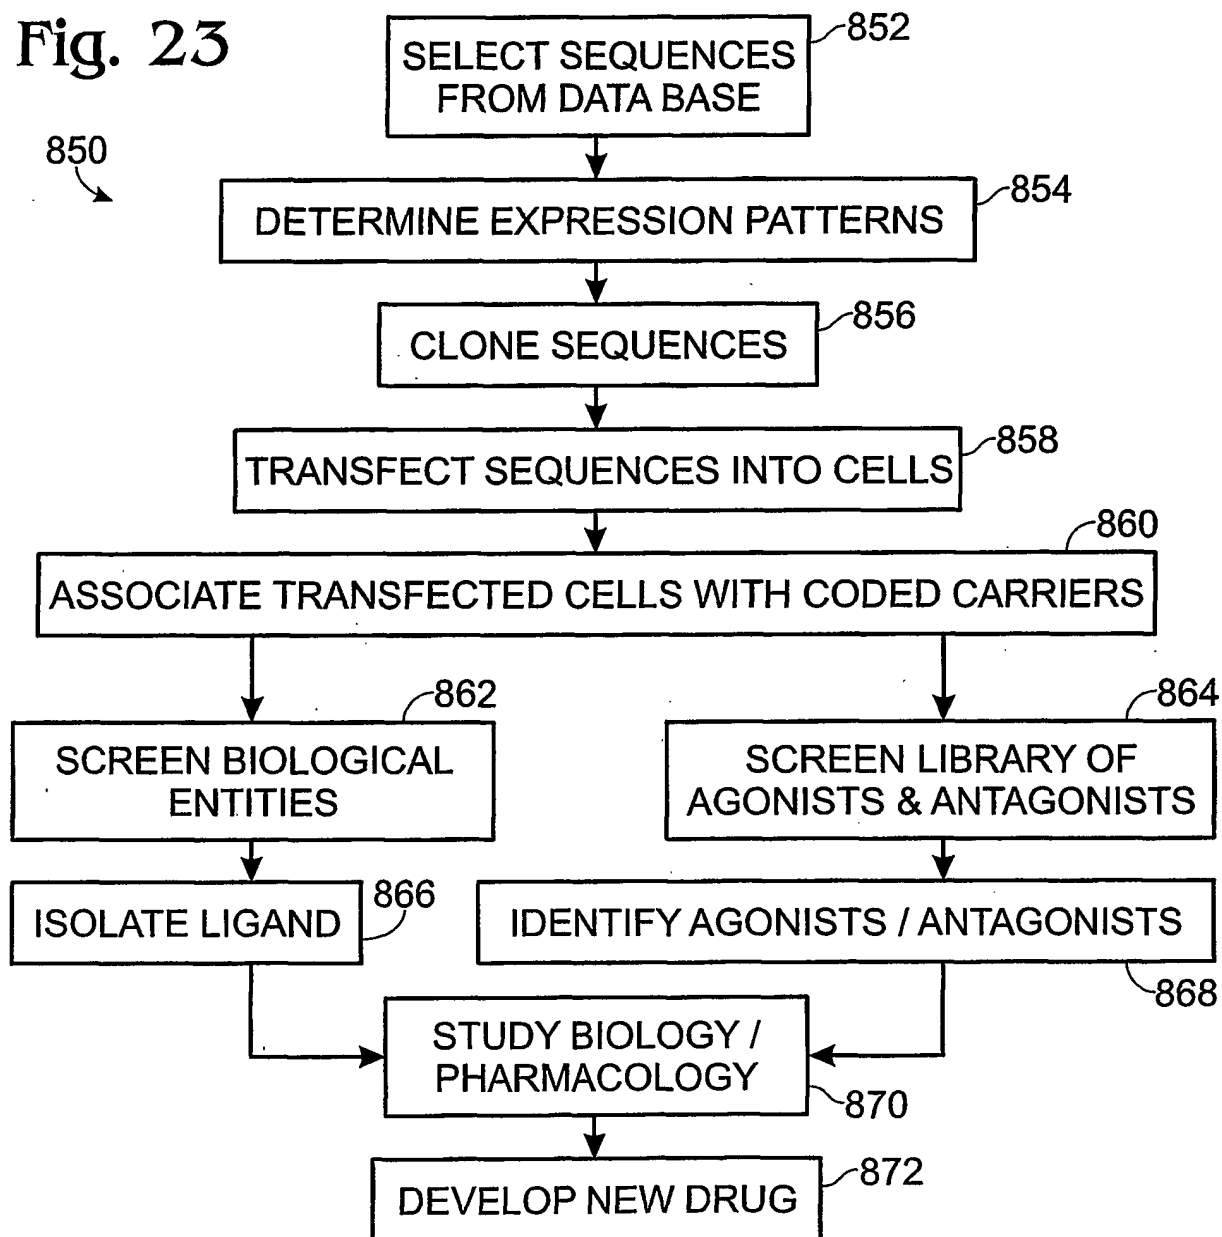 Fig. 23
850
852
SELECT SEQUENCES
FROM DATA BASE
854
DETERMINE EXPRESSION PATTERNS
856
CLONE SEQUENCES
858
TRANSFECT SEQUENCES INTO CELLS
860
ASSOCIATE TRANSFECTED CELLS WITH CODED CARRIERS
862
SCREEN BIOLOGICAL
ENTITIES
864
SCREEN LIBRARY OF
AGONISTS & ANTAGONISTS
ISOLATE LIGAND
866
IDENTIFY AGONISTS / ANTAGONISTS
868
STUDY BIOLOGY /
PHARMACOLOGY
870
872
DEVELOP NEW DRUG